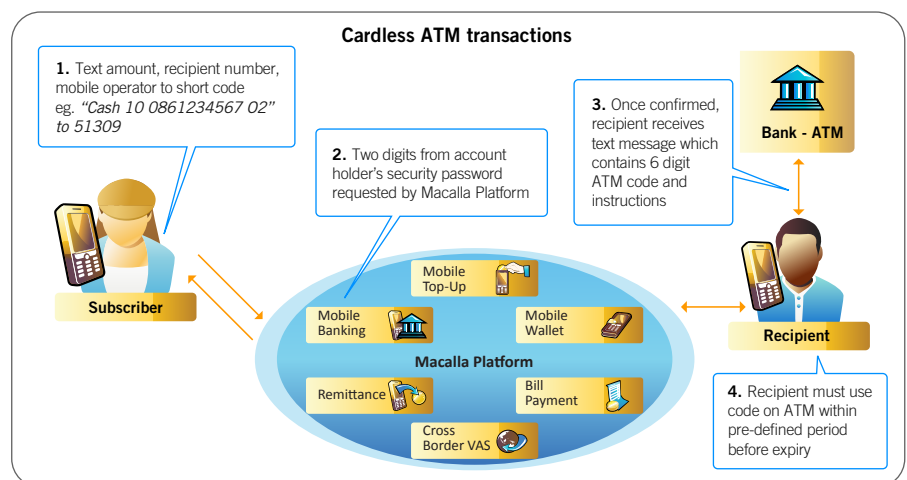 Cardless ATM transactions
1. Text amount, recipient number,
mobile operator to short code
eg. "Cash 10 0861234567 O2"
to 51309
2. Two digits from account
holder's security password
requested by Macalla Platform
3. Once confirmed,
recipient receives
text message which
contains 6 digit
ATM code and
instructions
Bank - ATM
Subscriber
Mobile
Top-Up
Mobile
Banking
Mobile
Wallet
Macalla Platform
Remittance
Bill
Payment
Cross
Border VAS
Recipient
4. Recipient must use
code on ATM within
pre-defined period
before expiry